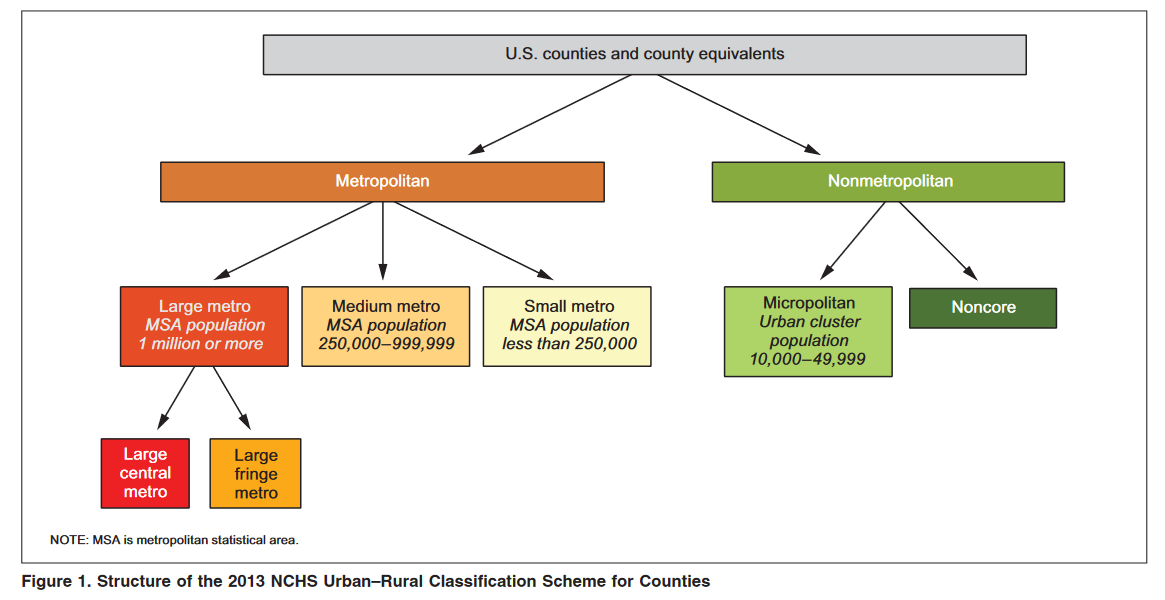 U.S. counties and county equivalents
Metropolitan
Nonmetropolitan
Large metro
MSA population
1 million or more
Medium metro
MSA population
250,000–999,999
Small metro
MSA population
less than 250,000
Micropolitan
Urban cluster
population
10,000–49,999
Noncore
Large
central
metro
Large
fringe
metro
NOTE: MSA is metropolitan statistical area.
Figure 1. Structure of the 2013 NCHS Urban–Rural Classification Scheme for Counties